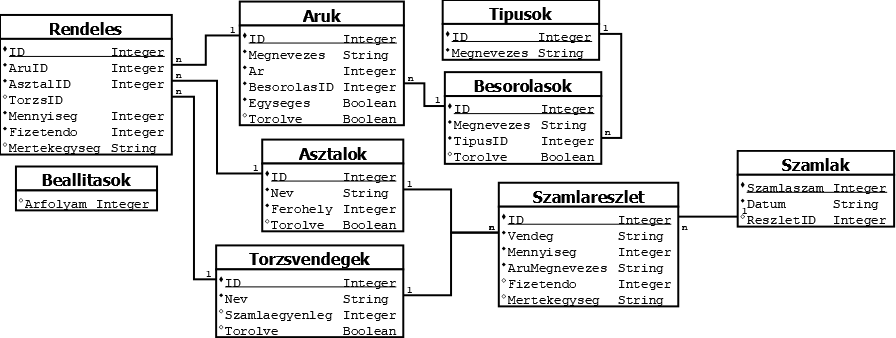 Rendeles
ID Integer
AruID Integer
AsztalID Integer
TorzsID
Mennyiseg Integer
Fizetendo Integer
Mertekegyseg String
Beallitasok
Arfolyam Integer
n
n
n
1
1
1
Aruk
ID Integer
Megnevezes String
Ar Integer
BesorolasID Integer
Egyseges Boolean
Torolve Boolean
n
1
Tipusok
ID Integer
Megnevezes String
1
Besorolasok
ID Integer
Megnevezes String
TipusID Integer
Torolve Boolean
n
Asztalok
ID Integer
Nev String
Ferohely Integer
Torolve Boolean
1
Torzsvendegek
ID Integer
Nev String
Szamlaegyenleg Integer
Torolve Boolean
1
n
Szamlareszlet
ID Integer
Vendeg String
Mennyiseg Integer
AruMegnevezes String
Fizetendo Integer
Mertekegyseg String
n
1
Szamlak
Szamlaszam Integer
Datum String
ReszletID Integer